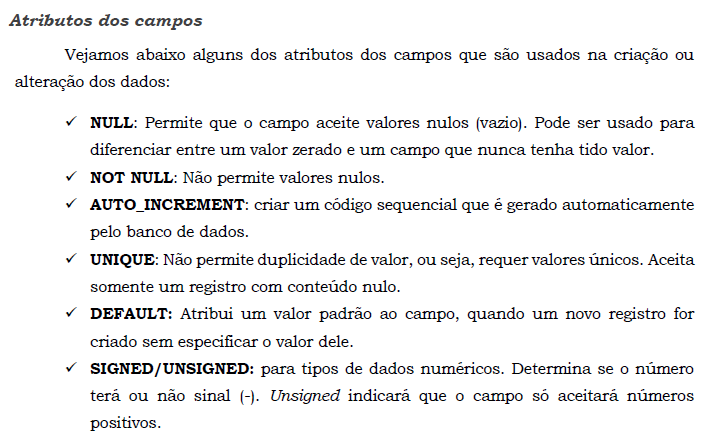 Atributos dos campos
Vejamos abaixo alguns dos atributos dos campos que são usados na criação ou
alteração dos dados:
✓ NULL: Permite que o campo aceite valores nulos (vazio). Pode ser usado para
diferenciar entre um valor zerado e um campo que nunca tenha tido valor.
✓ NOT NULL: Não permite valores nulos.
✓ AUTO_INCREMENT: criar um código sequencial que é gerado automaticamente
pelo banco de dados.
✓ UNIQUE: Não permite duplicidade de valor, ou seja, requer valores únicos. Aceita
somente um registro com conteúdo nulo.
✓ DEFAULT: Atribui um valor padrão ao campo, quando um novo registro for
criado sem especificar o valor dele.
✓ SIGNED/UNSIGNED: para tipos de dados numéricos. Determina se o número
terá ou não sinal (-). Unsigned indicará que o campo só aceitará números
positivos.